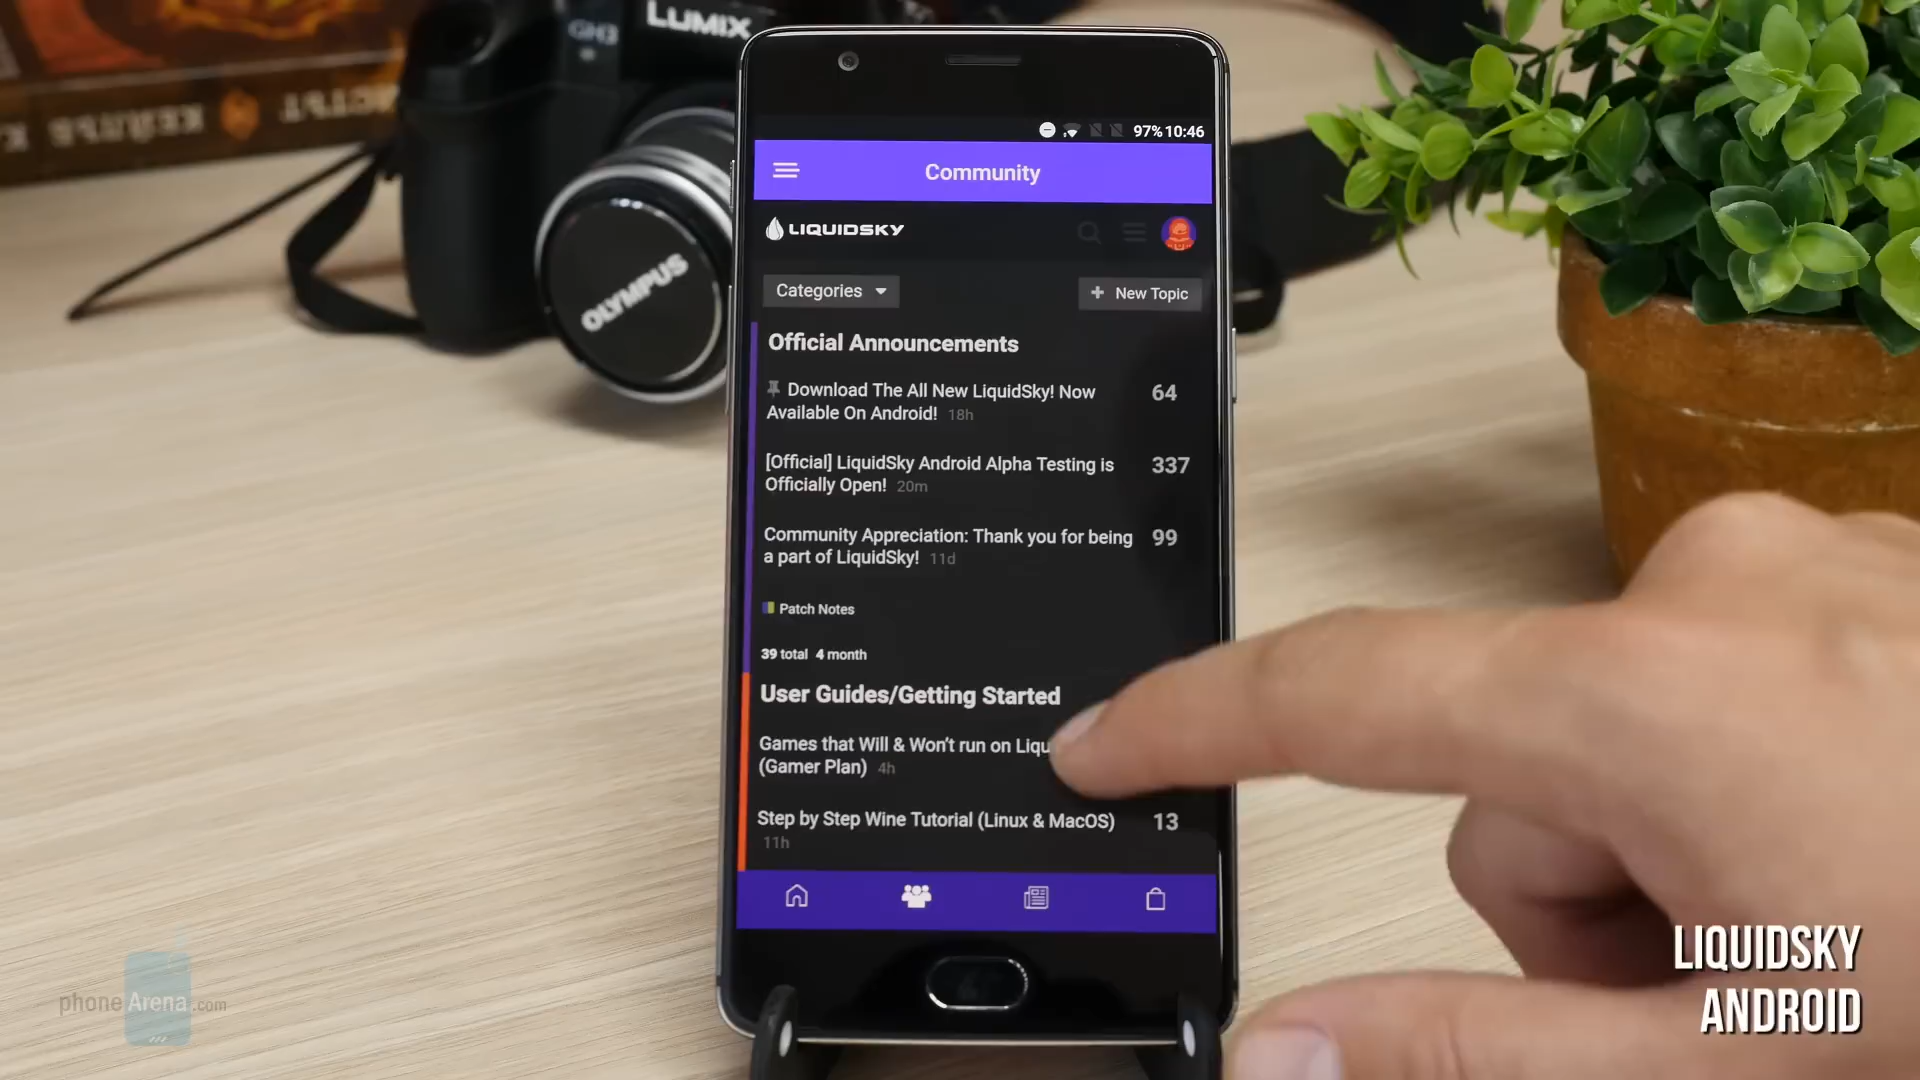 LUMIX
GH3
OLYMPUS
97% 10:46
Community
LIQUIDSKY
Categories
+ New Topic
Official Announcements
Download The All New LiquidSky! Now 64
Available On Android! 18h
[Official] LiquidSky Android Alpha Testing is 337
Officially Open! 20m
Community Appreciation: Thank you for being 99
a part of LiquidSky! 11d
Patch Notes
39 total 4 month
User Guides/Getting Started
Games that Will & Won't run on Liqu
(Gamer Plan) 4h
Step by Step Wine Tutorial (Linux & MacOS) 13
11h
LIQUIDSKY
ANDROID
phoneArena.com